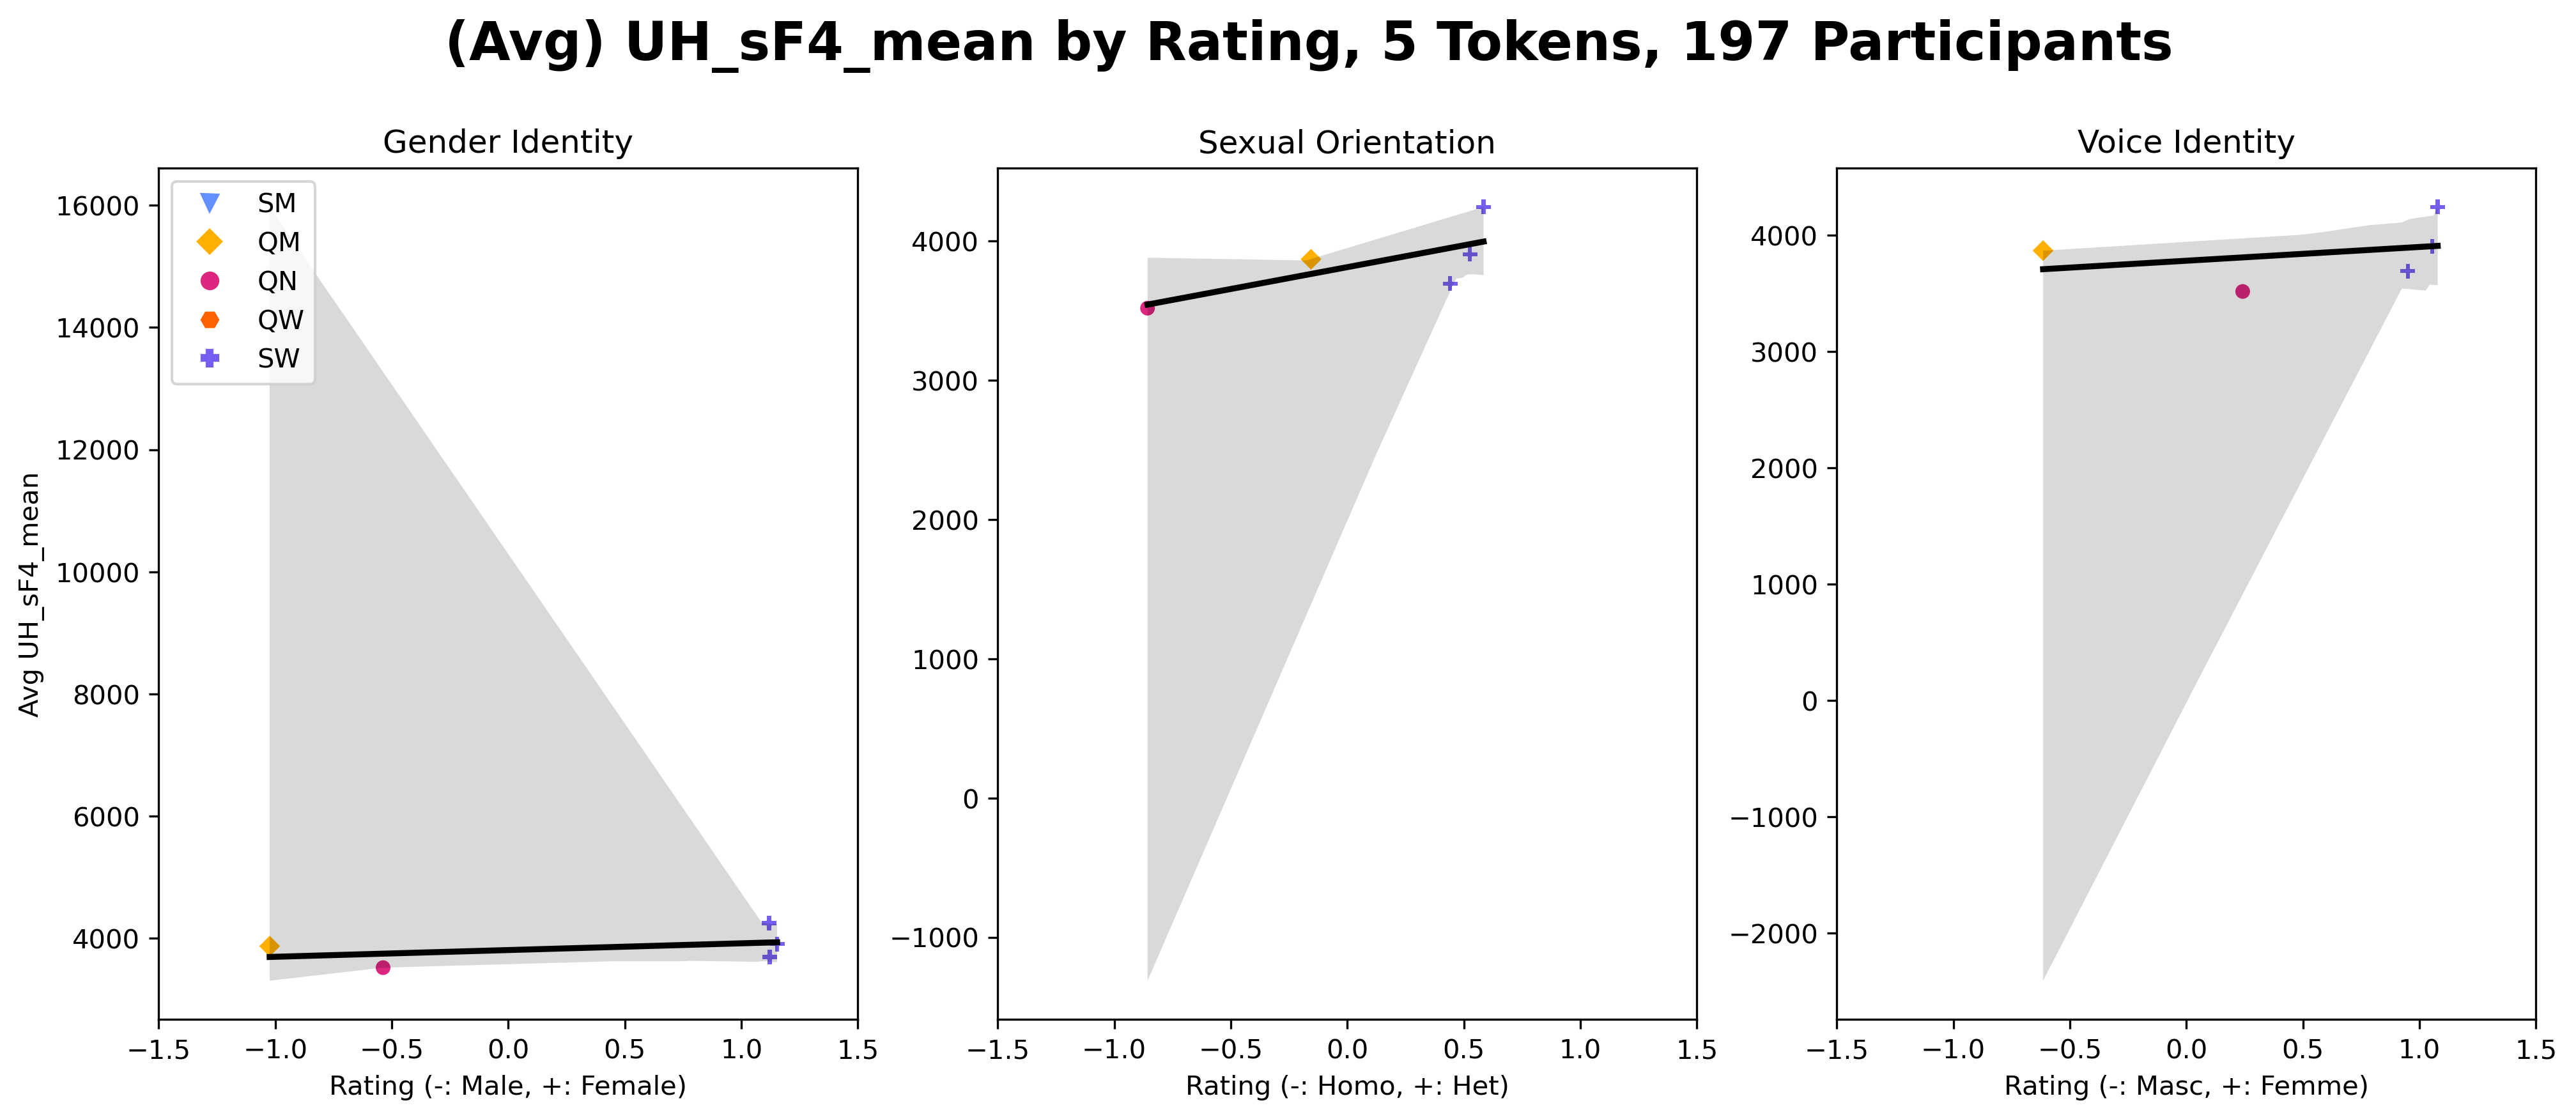 (Avg) UH_sF4_mean by Rating, 5 Tokens, 197 Participants
Gender Identity
Sexual Orientation
Voice Identity
SM
QM
QN
QW
SW
Avg UH_sF4_mean
16000
14000
12000
10000
8000
6000
4000
−1.5 −1.0 −0.5 0.0 0.5 1.0 1.5
Rating (-: Male, +: Female)
4000
3000
2000
1000
0
−1000
−1.5 −1.0 −0.5 0.0 0.5 1.0 1.5
Rating (-: Homo, +: Het)
4000
3000
2000
1000
0
−1000
−2000
−1.5 −1.0 −0.5 0.0 0.5 1.0 1.5
Rating (-: Masc, +: Femme)